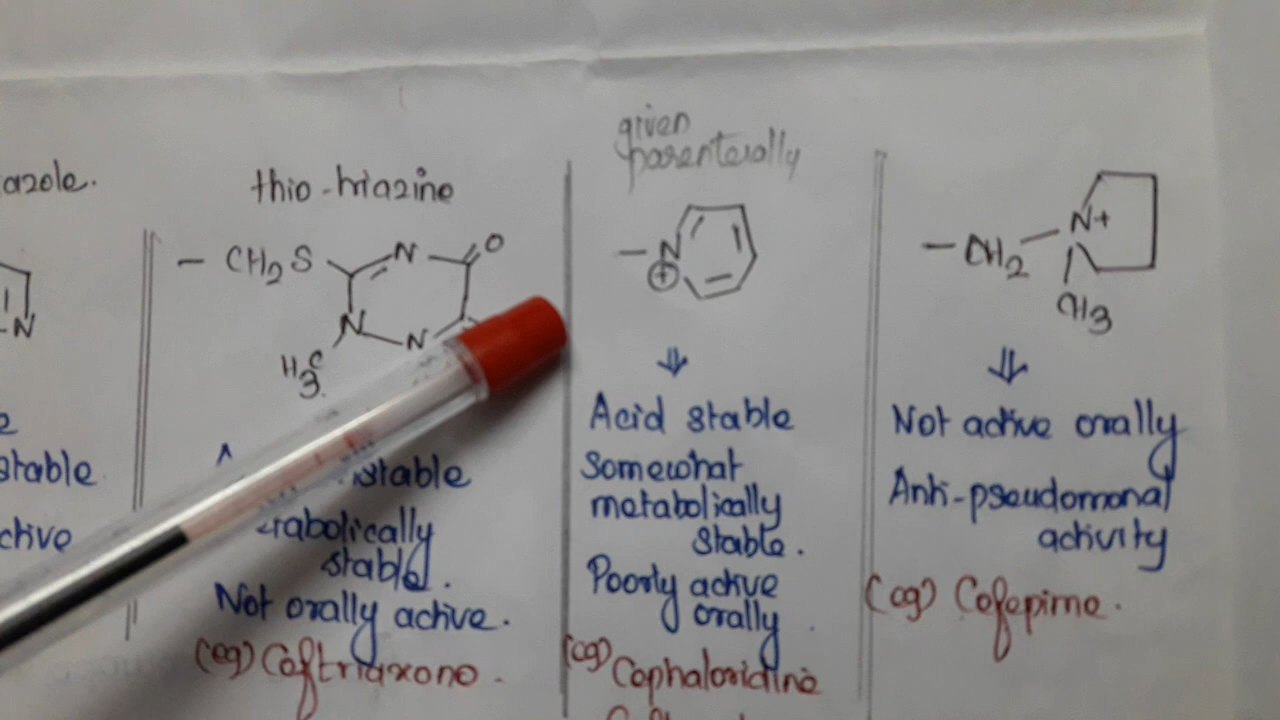 azole.
N
e
stable
ctive
thio-triazine
- CH2S
N
O
N
N
H3C
stable
abolically
stable.
Not orally active.
(eg) Ceftriaxone.
given
parenterally
N
+
Acid stable
Somewhat
metabolically
stable.
Poorly active
orally.
(eg) Cephaloridine
- CH2
N+
CH3
Not active orally
Anti-pseudomonal
activity
(eg) Cefepime.